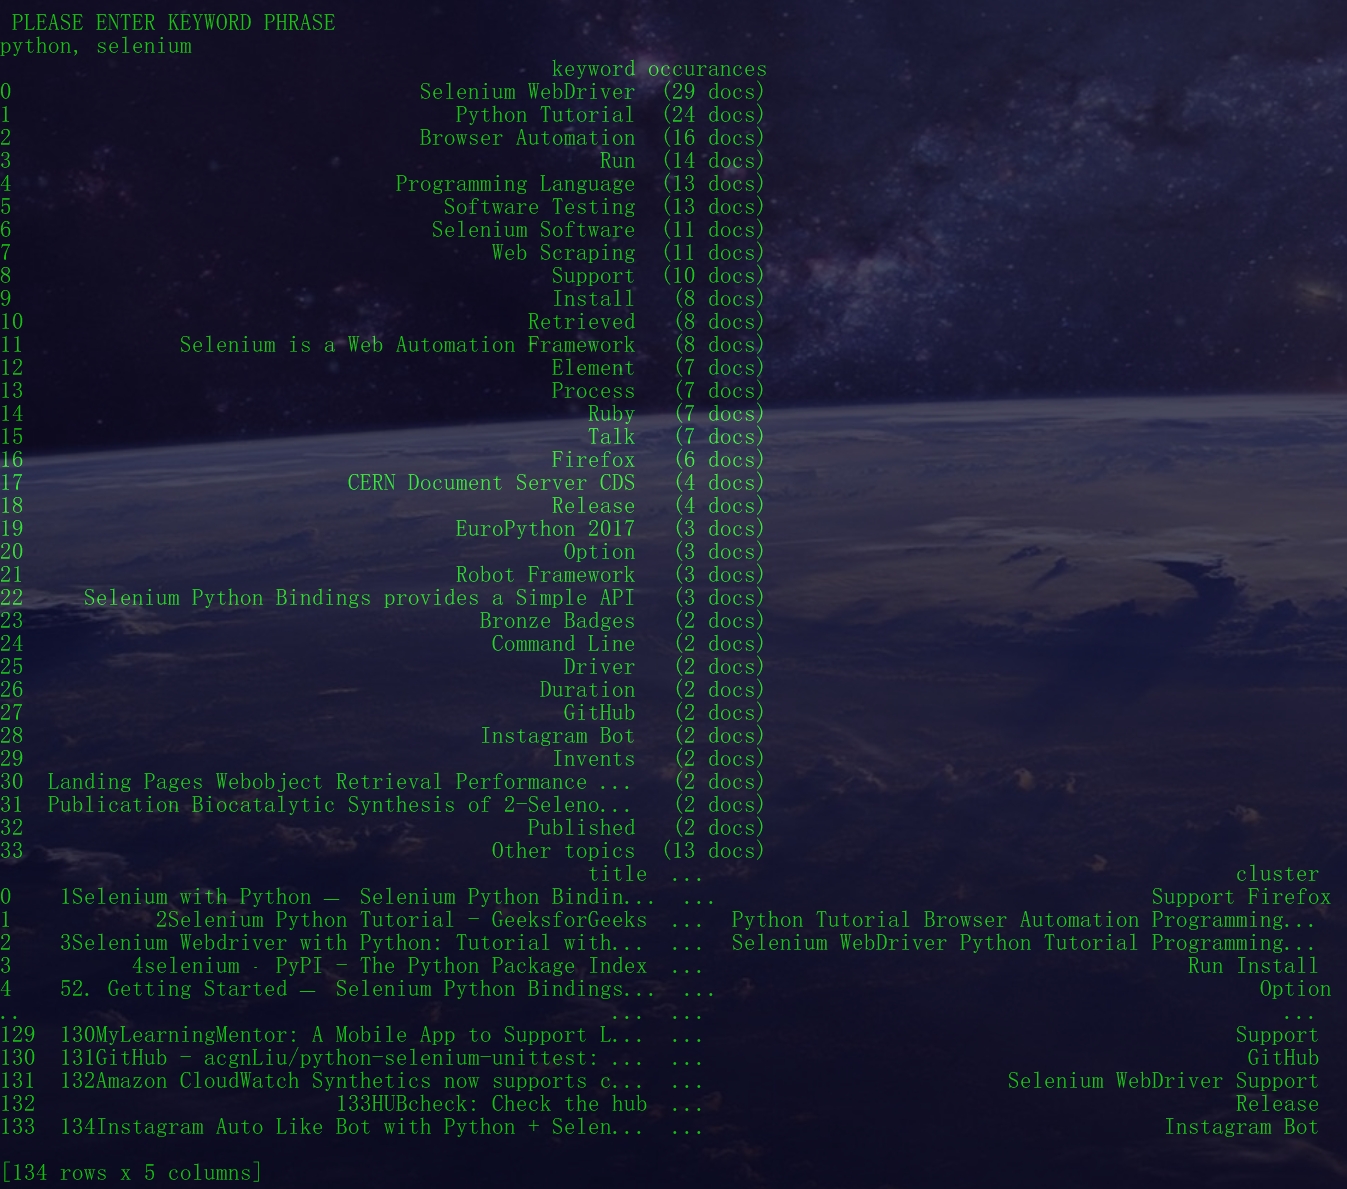 PLEASE ENTER KEYWORD PHRASE
python, selenium
keyword occurances
0 Selenium WebDriver (29 docs)
1 Python Tutorial (24 docs)
2 Browser Automation (16 docs)
3 Run (14 docs)
4 Programming Language (13 docs)
5 Software Testing (13 docs)
6 Selenium Software (11 docs)
7 Web Scraping (11 docs)
8 Support (10 docs)
9 Install (8 docs)
10 Retrieved (8 docs)
11 Selenium is a Web Automation Framework (8 docs)
12 Element (7 docs)
13 Process (7 docs)
14 Ruby (7 docs)
15 Talk (7 docs)
16 Firefox (6 docs)
17 CERN Document Server CDS (4 docs)
18 Release (4 docs)
19 EuroPython 2017 (3 docs)
20 Option (3 docs)
21 Robot Framework (3 docs)
22 Selenium Python Bindings provides a Simple API (3 docs)
23 Bronze Badges (2 docs)
24 Command Line (2 docs)
25 Driver (2 docs)
26 Duration (2 docs)
27 GitHub (2 docs)
28 Instagram Bot (2 docs)
29 Invents (2 docs)
30 Landing Pages Webobject Retrieval Performance ... (2 docs)
31 Publication Biocatalytic Synthesis of 2-Seleno... (2 docs)
32 Published (2 docs)
33 Other topics (13 docs)
title ... cluster
0 1Selenium with Python — Selenium Python Bindin... ... Support Firefox
1 2Selenium Python Tutorial - GeeksforGeeks ... Python Tutorial Browser Automation Programming...
2 3Selenium Webdriver with Python: Tutorial with... ... Selenium WebDriver Python Tutorial Programming...
3 4selenium · PyPI - The Python Package Index ... Run Install
4 52. Getting Started — Selenium Python Bindings... ... Option
.. ... ... ...
129 130MyLearningMentor: A Mobile App to Support L... ... Support
130 131GitHub - acgnLiu/python-selenium-unittest: ... ... GitHub
131 132Amazon CloudWatch Synthetics now supports c... ... Selenium WebDriver Support
132 133HUBcheck: Check the hub ... Release
133 134Instagram Auto Like Bot with Python + Selen... ... Instagram Bot
[134 rows x 5 columns]